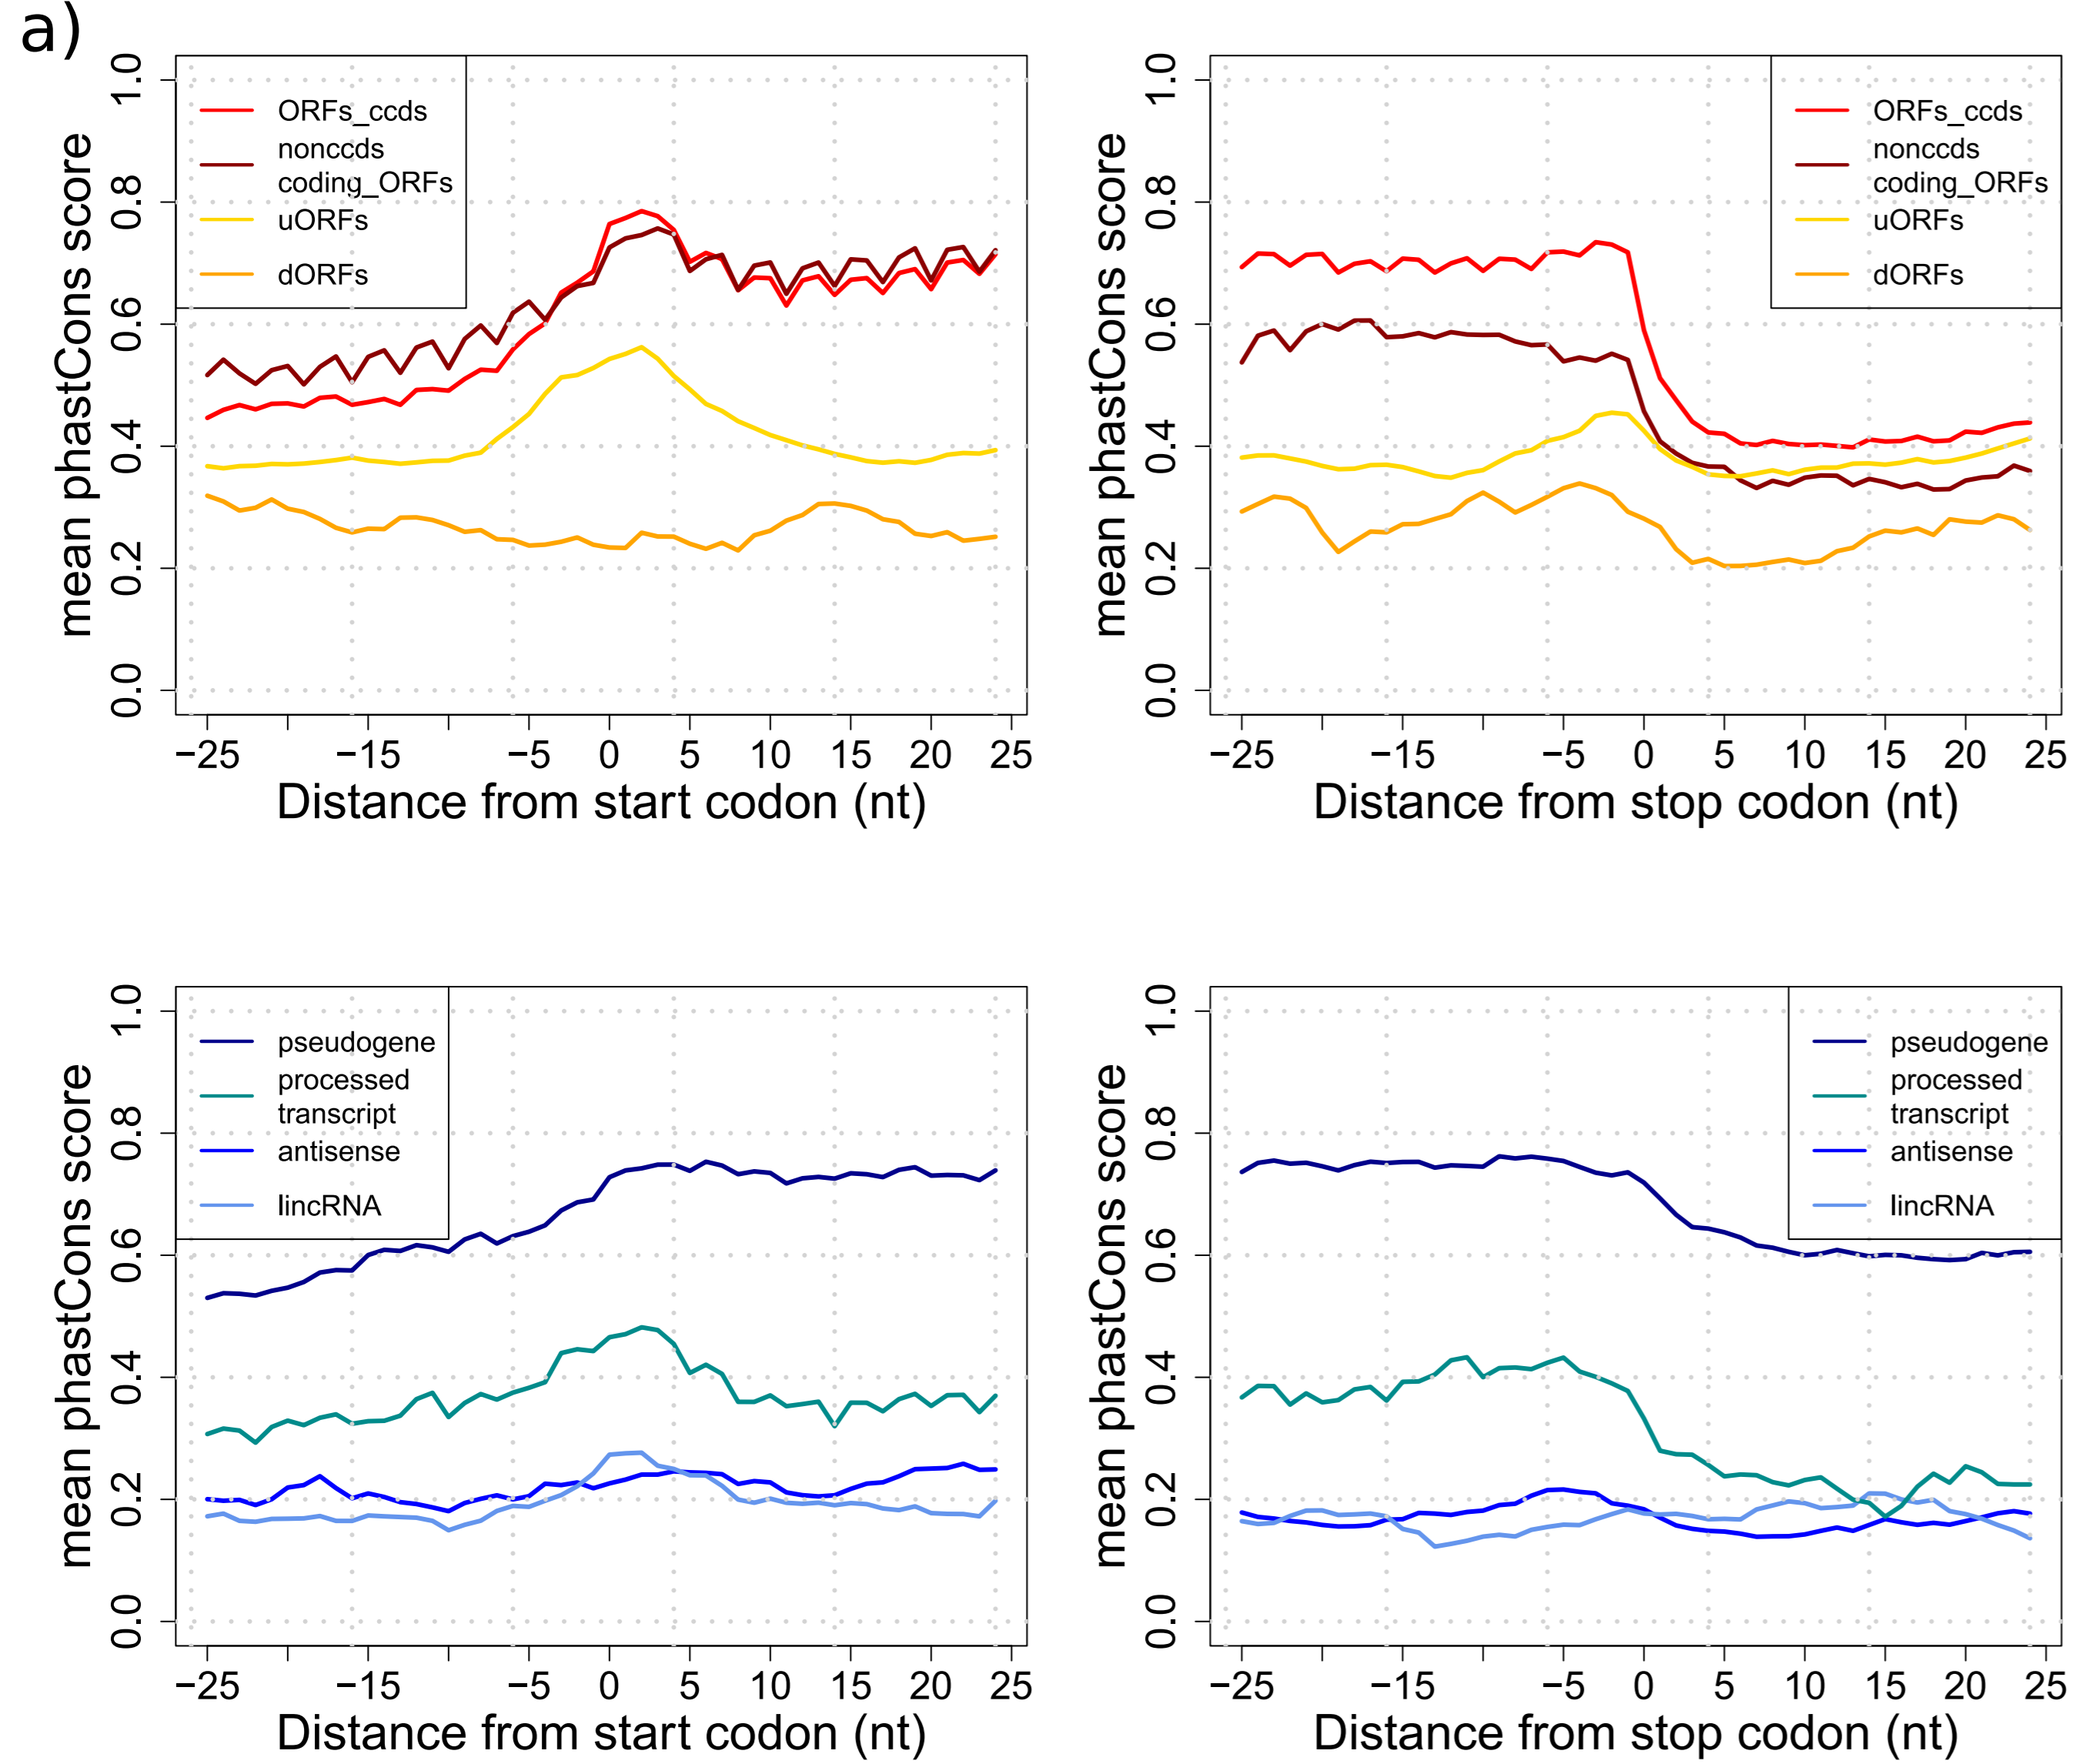 a)
mean phastCons score
1.0
0.8
0.6
0.4
0.2
0.0
ORFs_ccds
nonccds
coding_ORFs
uORFs
dORFs
−25 −15 −5 0 5 10 15 20 25
Distance from start codon (nt)
mean phastCons score
1.0
0.8
0.6
0.4
0.2
0.0
ORFs_ccds
nonccds
coding_ORFs
uORFs
dORFs
−25 −15 −5 0 5 10 15 20 25
Distance from stop codon (nt)
mean phastCons score
1.0
0.8
0.6
0.4
0.2
0.0
pseudogene
processed
transcript
antisense
lincRNA
−25 −15 −5 0 5 10 15 20 25
Distance from start codon (nt)
mean phastCons score
1.0
0.8
0.6
0.4
0.2
0.0
pseudogene
processed
transcript
antisense
lincRNA
−25 −15 −5 0 5 10 15 20 25
Distance from stop codon (nt)